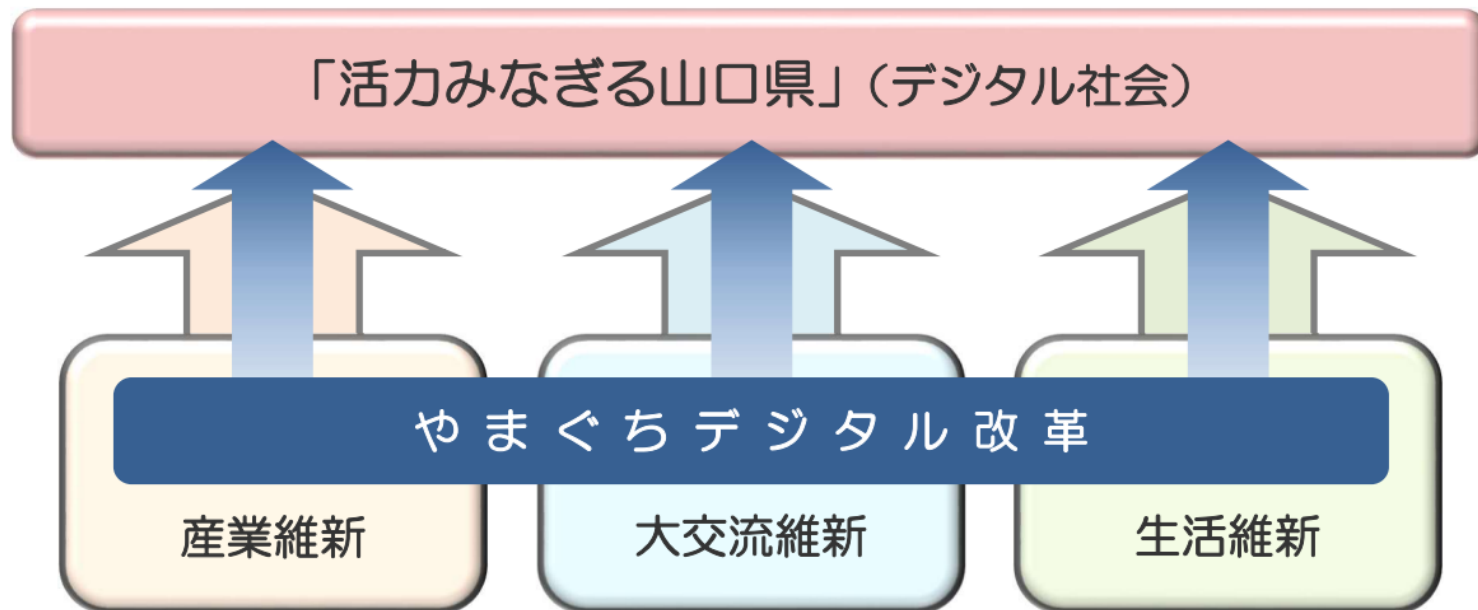 「活力みなぎる山口県」（デジタル社会）
やまぐちデジタル改革
産業維新
大交流維新
生活維新